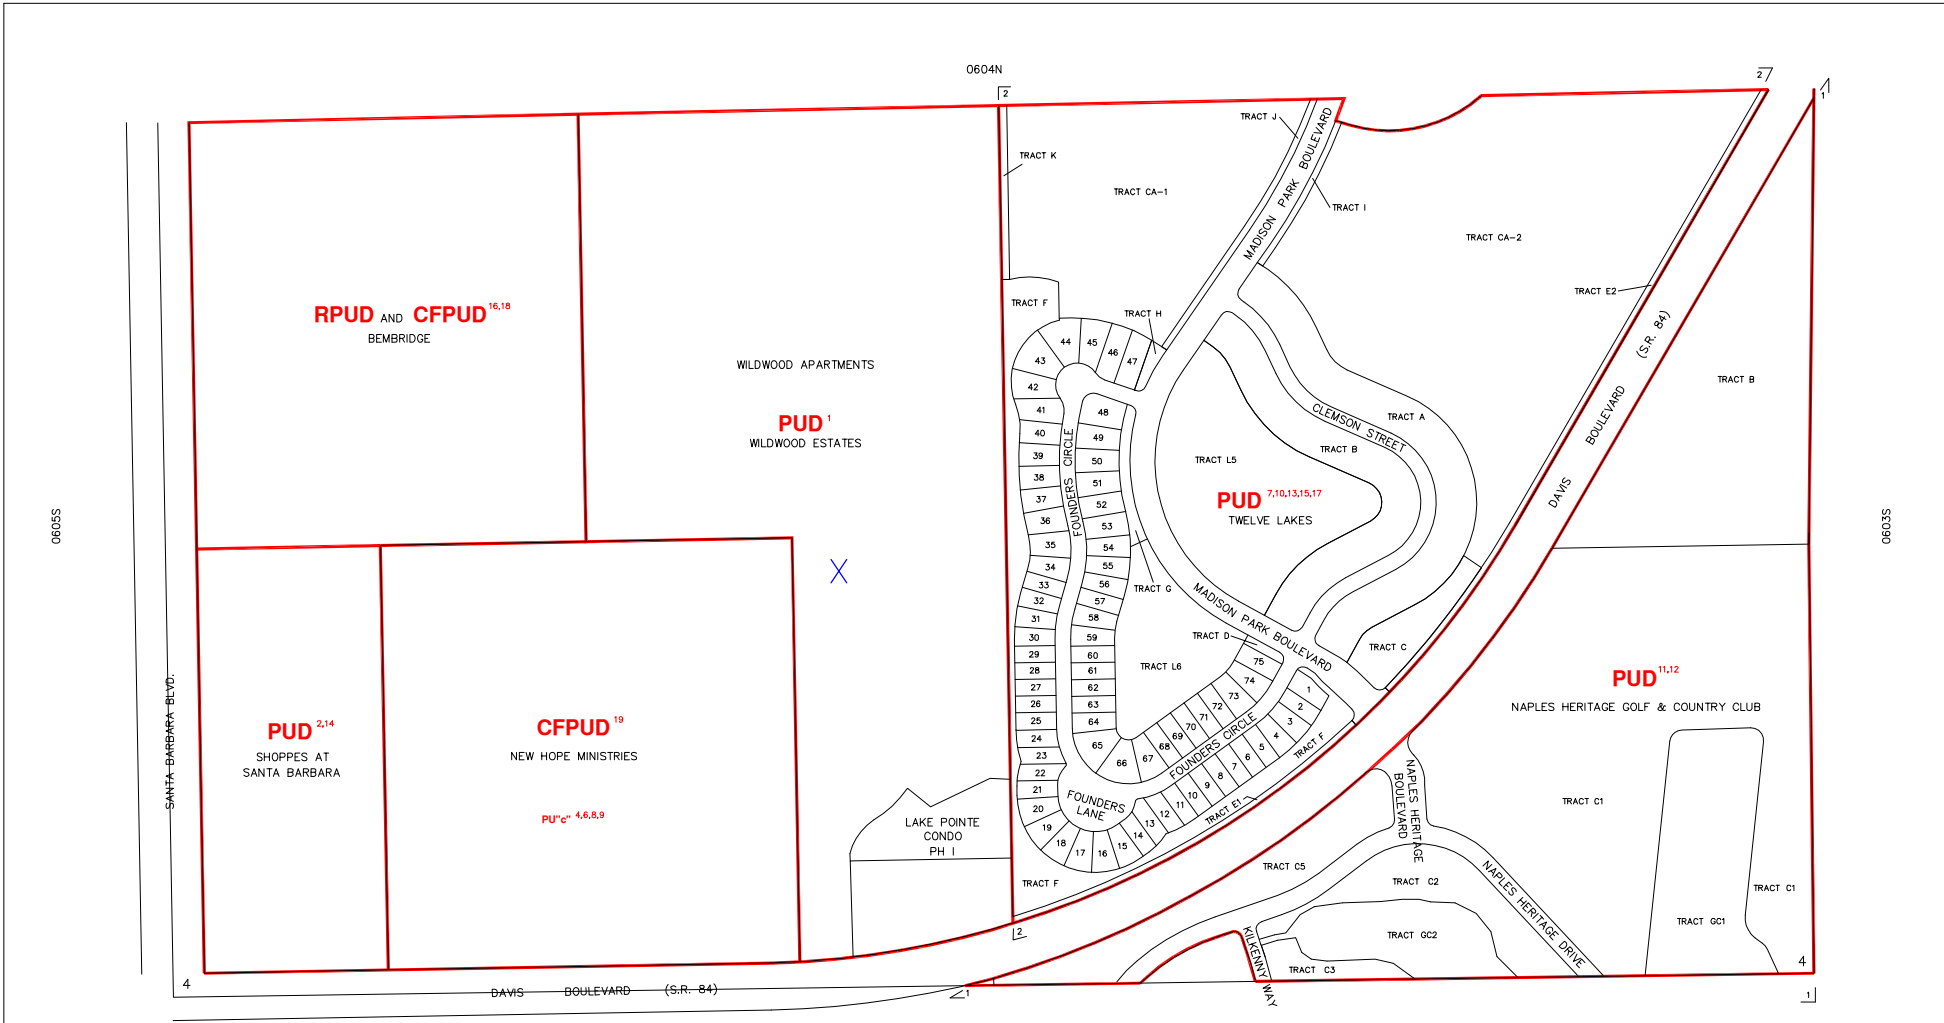 0604N
2
2
1
TRACT J
MADISON PARK BOULEVARD
TRACT K
TRACT CA-1
TRACT I
TRACT CA-2
TRACT E2
TRACT F
TRACT H
RPUD AND CFPUD 16,18
BEMBRIDGE
WILDWOOD APARTMENTS
PUD 1
WILDWOOD ESTATES
44
45
46
47
43
42
41
40
39
38
37
36
35
34
33
32
31
30
29
28
27
26
25
24
23
22
21
20
19
18
17
16
15
14
13
12
11
10
9
8
7
6
5
4
3
2
1
48
49
50
51
52
53
54
55
56
57
58
59
60
61
62
63
64
65
66
67
68
69
70
71
72
73
74
75
FOUNDERS CIRCLE
FOUNDERS CIRCLE
FOUNDERS
LANE
TRACT L5
PUD 7,10,13,15,17
TWELVE LAKES
CLEMSON STREET
TRACT A
TRACT B
TRACT G
MADISON PARK BOULEVARD
TRACT D
TRACT L6
TRACT C
TRACT F
TRACT E1
TRACT F
DAVIS BOULEVARD (S.R. 84)
TRACT B
0605S
0603S
X
SANTA BARBARA BLVD.
PUD 2,14
SHOPPES AT
SANTA BARBARA
CFPUD 19
NEW HOPE MINISTRIES
PU"c" 4,6,8,9
LAKE POINTE
CONDO
PH I
PUD 11,12
NAPLES HERITAGE GOLF & COUNTRY CLUB
NAPLES HERITAGE
BOULEVARD
TRACT C1
TRACT C5
TRACT C2
NAPLES HERITAGE DRIVE
TRACT C1
TRACT GC1
TRACT GC2
TRACT C3
KILKENNY WAY
2
4
4
1
1
DAVIS BOULEVARD (S.R. 84)